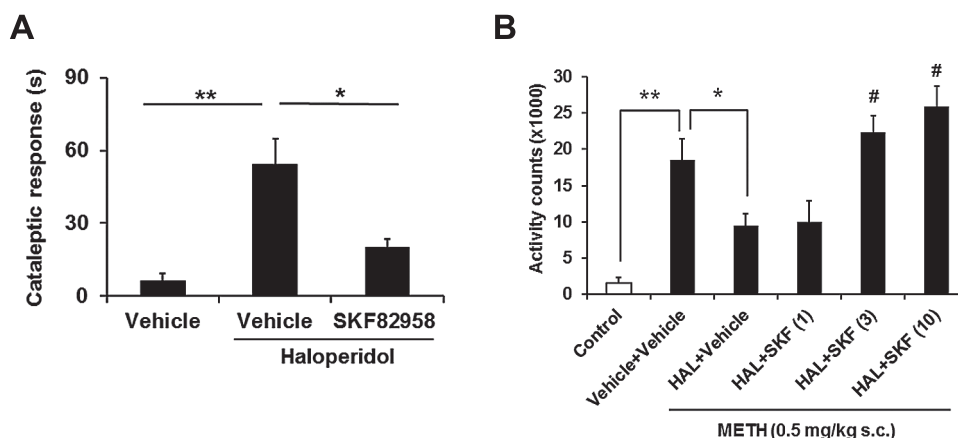 A
Cataleptic response (s)
90
60
30
0
**
*
Vehicle
Vehicle
SKF82958
Haloperidol
B
Activity counts (x1000)
30
25
20
15
10
5
0
**
*
#
#
Control
Vehicle+Vehicle
HAL+Vehicle
HAL+SKF (1)
HAL+SKF (3)
HAL+SKF (10)
METH (0.5 mg/kg s.c.)